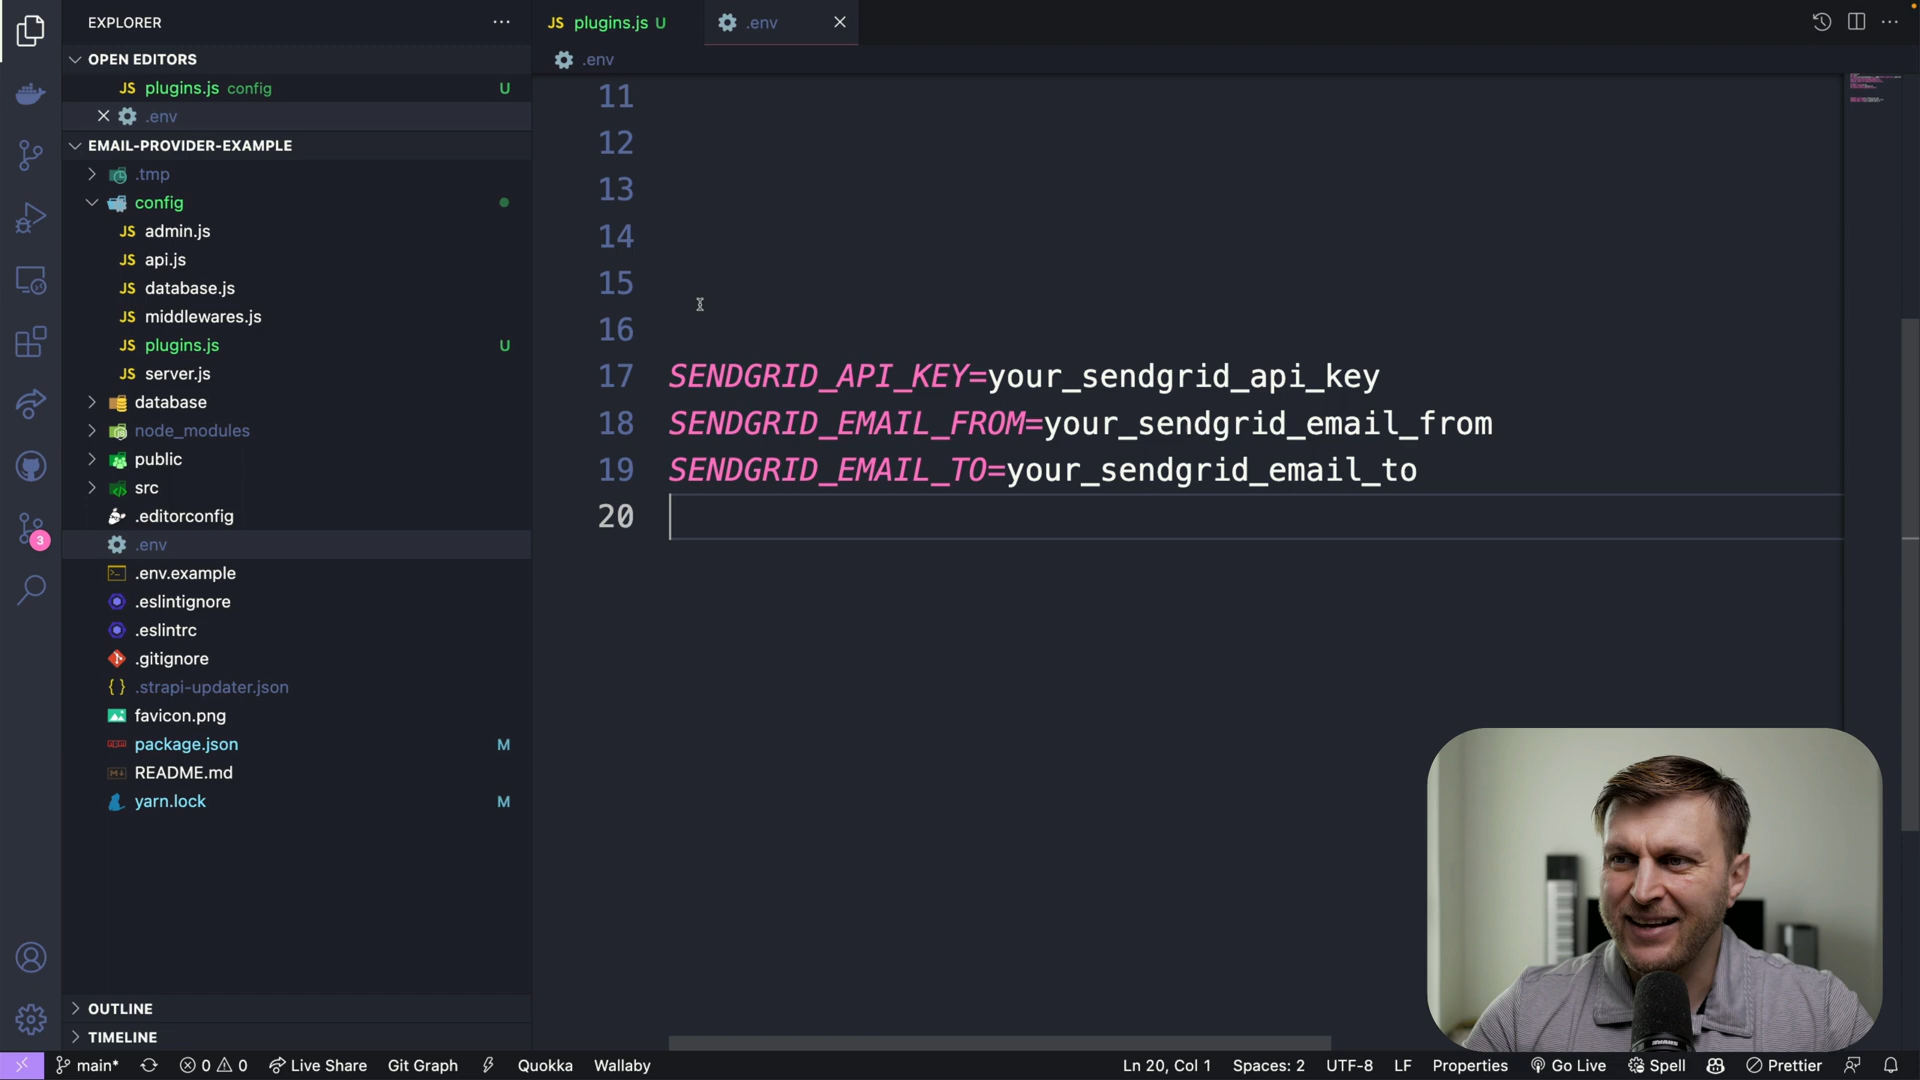 EXPLORER
JS plugins.js U
.env
OPEN EDITORS
JS plugins.js config U
.env
.env
EMAIL-PROVIDER-EXAMPLE
.tmp
config
JS admin.js
JS api.js
JS database.js
JS middlewares.js
JS plugins.js U
JS server.js
database
node_modules
public
src
.editorconfig
.env
.env.example
.eslintignore
.eslintrc
.gitignore
{ } .strapi-updater.json
favicon.png
package.json M
README.md
yarn.lock M
OUTLINE
TIMELINE
3
11
12
13
14
15
16
17 SENDGRID_API_KEY=your_sendgrid_api_key
18 SENDGRID_EMAIL_FROM=your_sendgrid_email_from
19 SENDGRID_EMAIL_TO=your_sendgrid_email_to
20
main* 0 0 Live Share Git Graph Quokka Wallaby Ln 20, Col 1 Spaces: 2 UTF-8 LF Properties Go Live Spell Prettier